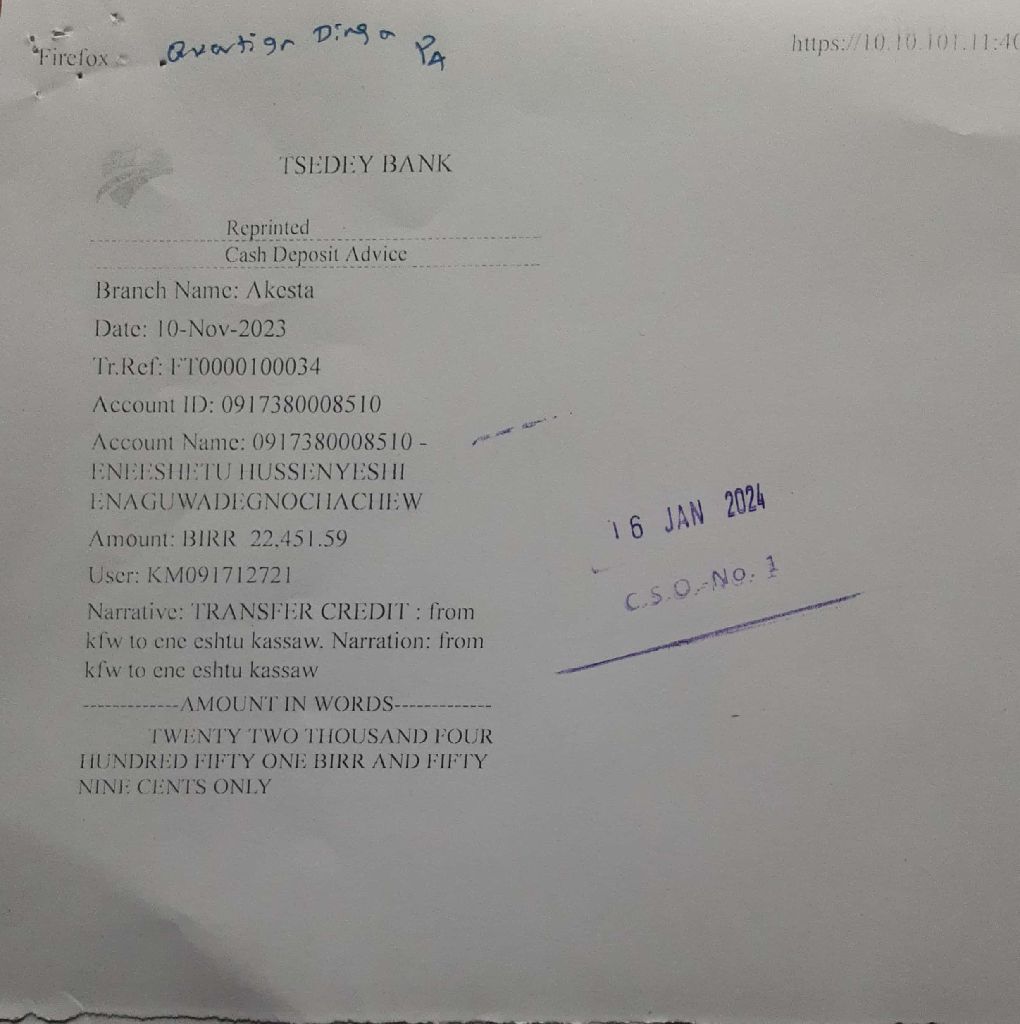 Firefox
Dinga PA
https://10.10.101.11:40
TSEDEY BANK
Reprinted
Cash Deposit Advice
Branch Name: Akesta
Date: 10-Nov-2023
Tr.Ref: FT0000100034
Account ID: 0917380008510
Account Name: 0917380008510 -
ENEESHETU HUSSENYESHI
ENAGUWADEGNOCHACHEW
Amount: BIRR 22,451.59
User: KM091712721
Narrative: TRANSFER CREDIT : from
kfw to ene eshtu kassaw. Narration: from
kfw to ene eshtu kassaw
-------------AMOUNT IN WORDS-------------
TWENTY TWO THOUSAND FOUR
HUNDRED FIFTY ONE BIRR AND FIFTY
NINE CENTS ONLY
16 JAN 2024
C.S.O.-No. 1